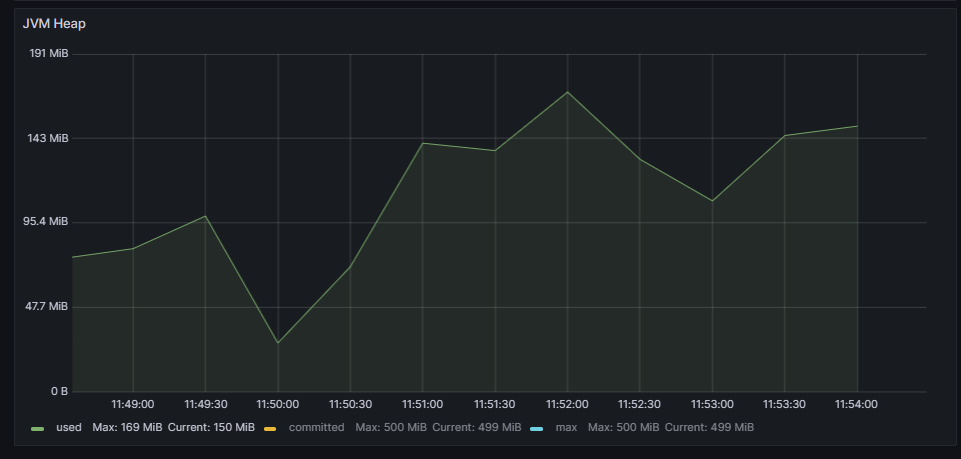 JVM Heap
191 MiB
143 MiB
95.4 MiB
47.7 MiB
0 B
11:49:00 11:49:30 11:50:00 11:50:30 11:51:00 11:51:30 11:52:00 11:52:30 11:53:00 11:53:30 11:54:00
used Max: 169 MiB Current: 150 MiB committed Max: 500 MiB Current: 499 MiB max Max: 500 MiB Current: 499 MiB